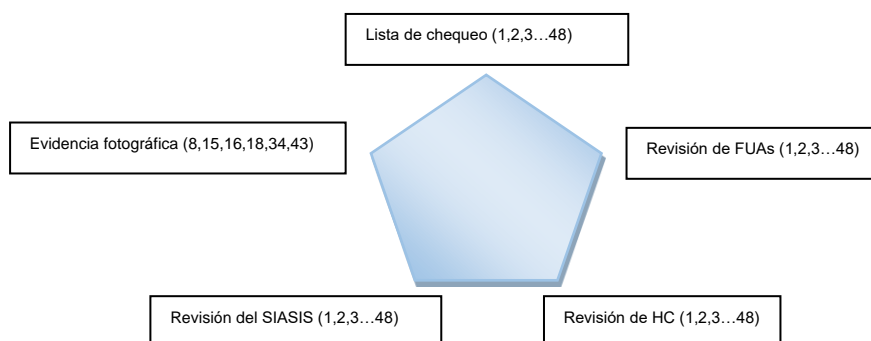 Lista de chequeo (1,2,3…48)
Evidencia fotográfica (8,15,16,18,34,43)
Revisión de FUAs (1,2,3…48)
Revisión del SIASIS (1,2,3…48)
Revisión de HC (1,2,3…48)